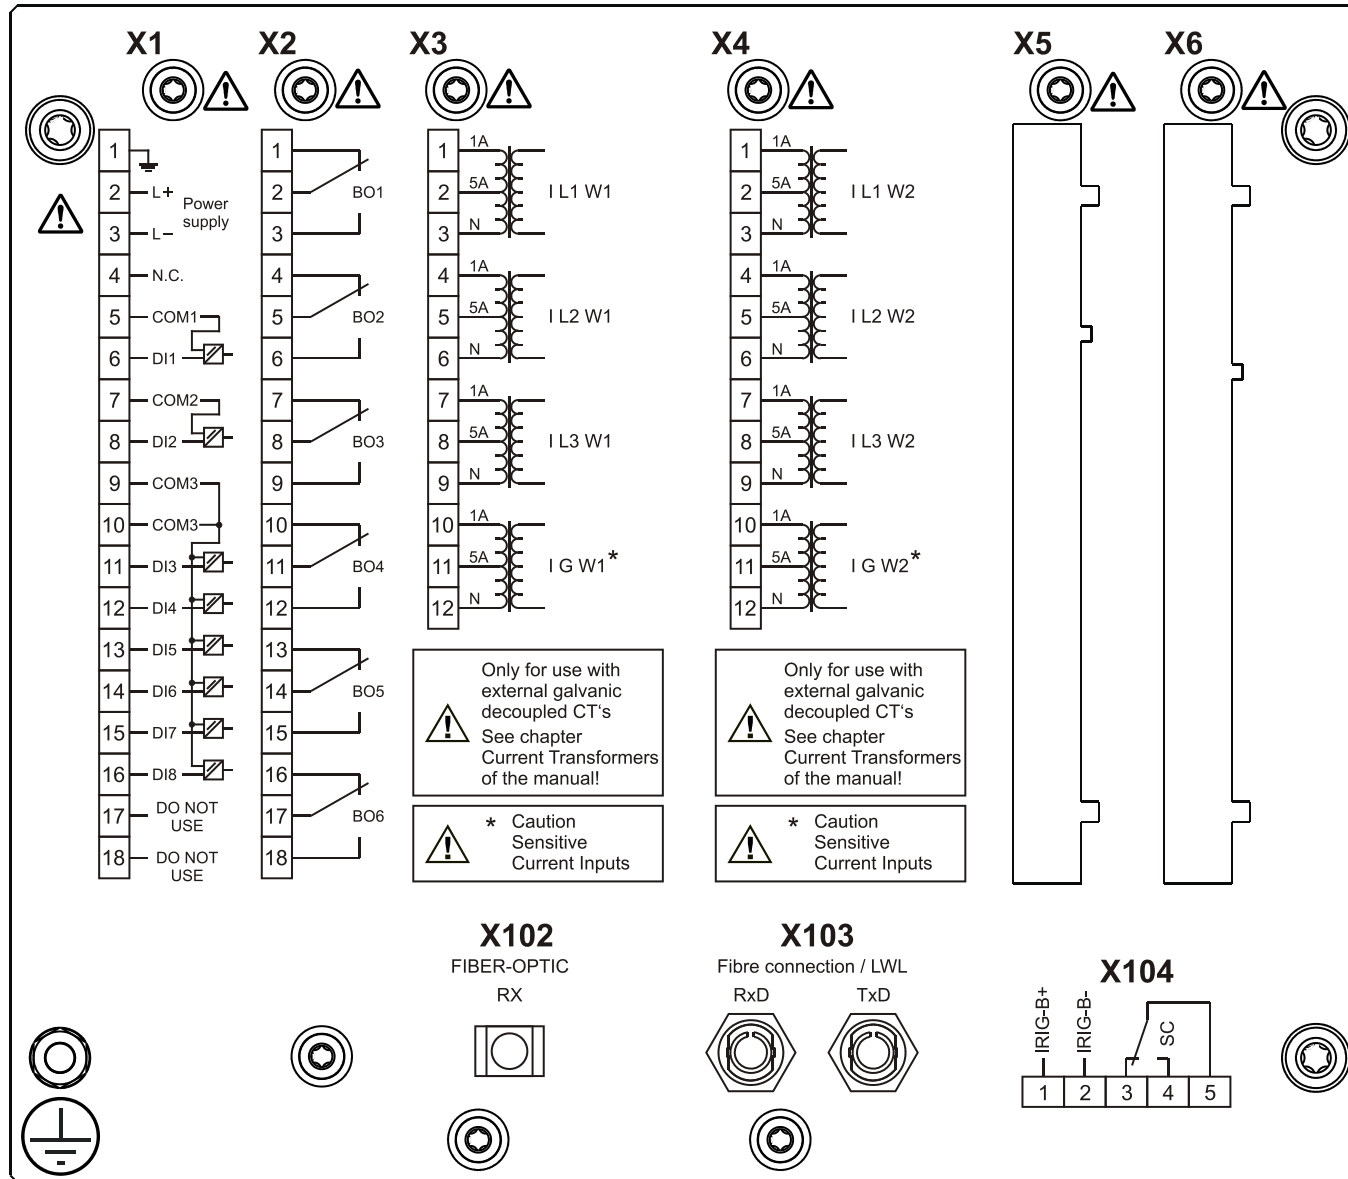 X1
X2
X3
X4
X5
X6
1
2 L+
Power
supply
3 L−
4 N.C.
5 COM1
6 DI1
7 COM2
8 DI2
9 COM3
10 COM3
11 DI3
12 DI4
13 DI5
14 DI6
15 DI7
16 DI8
17 DO NOT
USE
18 DO NOT
USE
1
2 BO1
3
4
5 BO2
6
7
8 BO3
9
10
11 BO4
12
13
14 BO5
15
16
17 BO6
18
1 1A
2 5A I L1 W1
3 N
4 1A
5 5A I L2 W1
6 N
7 1A
8 5A I L3 W1
9 N
10 1A
11 5A I G W1*
12 N
Only for use with
external galvanic
decoupled CT‘s
See chapter
Current Transformers
of the manual!
* Caution
Sensitive
Current Inputs
1 1A
2 5A I L1 W2
3 N
4 1A
5 5A I L2 W2
6 N
7 1A
8 5A I L3 W2
9 N
10 1A
11 5A I G W2*
12 N
Only for use with
external galvanic
decoupled CT‘s
See chapter
Current Transformers
of the manual!
* Caution
Sensitive
Current Inputs
X102
FIBER-OPTIC
RX
X103
Fibre connection / LWL
RxD TxD
X104
IRIG-B+
IRIG-B-
SC
1 2 3 4 5